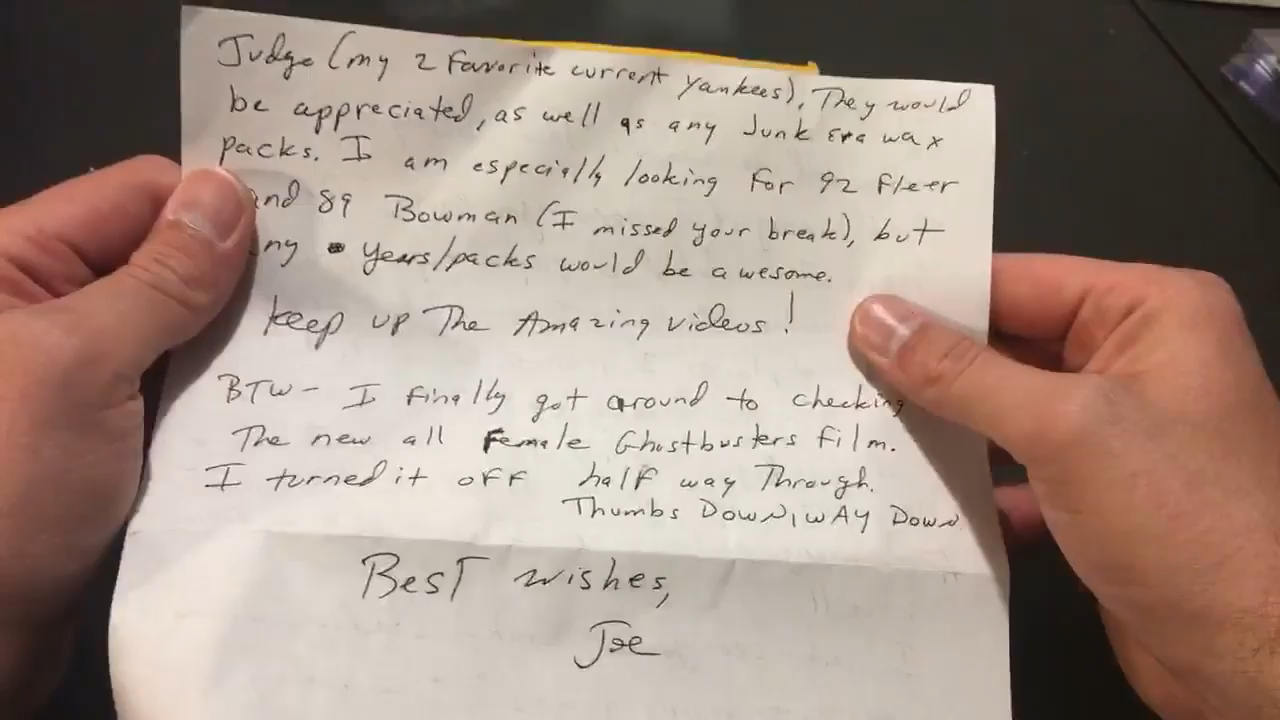 Judge (my 2 Favorite current Yankees). They would
be appreciated, as well as any Junk Era wax
packs. I am especially looking for 92 Fleer
and 89 Bowman (I missed your break), but
ny years/packs would be awesome.
Keep up The Amazing videos!
BTW- I finally got around to checking
The new all Female Ghostbusters film.
I turned it off half way Through.
Thumbs DOWN, WAY DOWN
Best wishes,
Joe